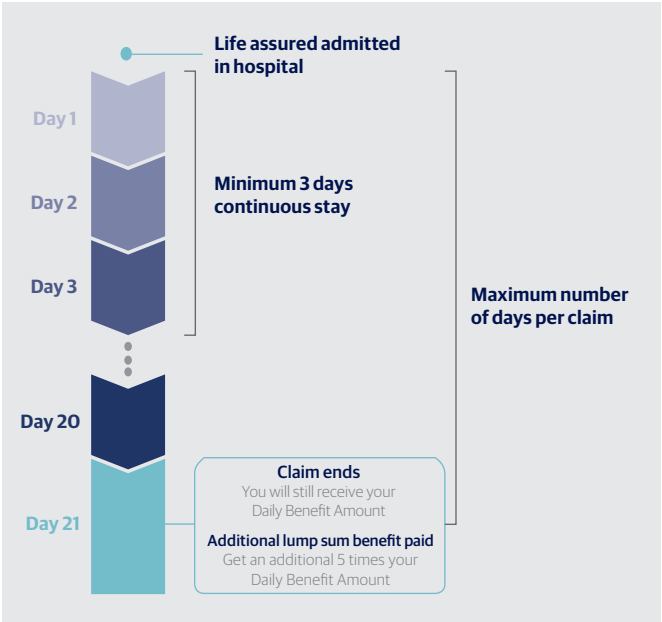 Life assured admitted
in hospital
Day 1
Day 2
Minimum 3 days
continuous stay
Day 3
Maximum number
of days per claim
Day 20
Day 21
Claim ends
You will still receive your
Daily Benefit Amount
Additional lump sum benefit paid
Get an additional 5 times your
Daily Benefit Amount